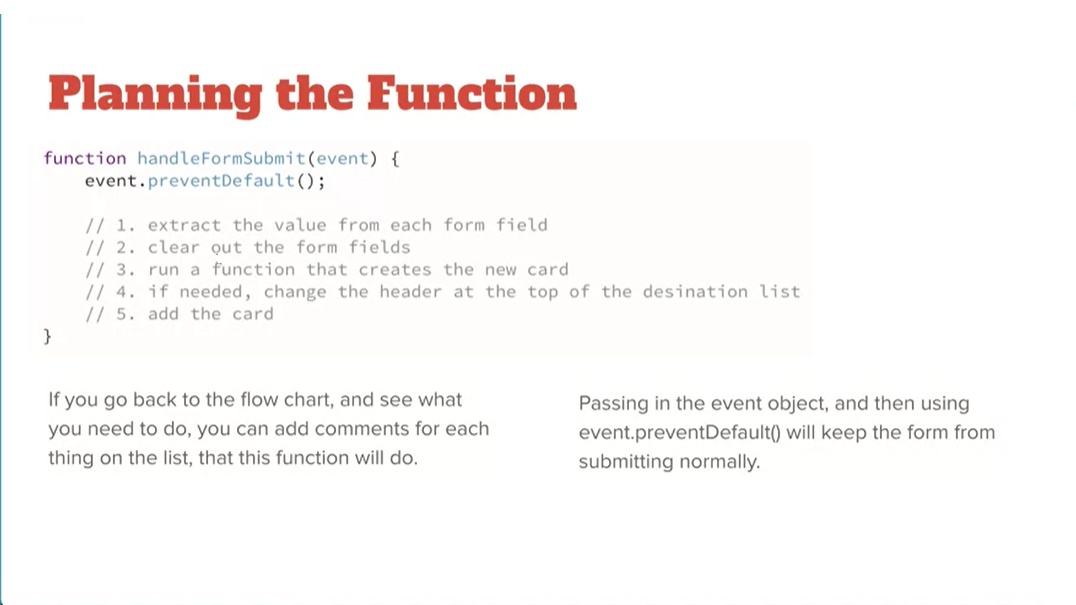 Planning the Function
function handleFormSubmit(event) {
    event.preventDefault();
    // 1. extract the value from each form field
    // 2. clear out the form fields
    // 3. run a function that creates the new card
    // 4. if needed, change the header at the top of the desination list
    // 5. add the card
}
If you go back to the flow chart, and see what
you need to do, you can add comments for each
thing on the list, that this function will do.
Passing in the event object, and then using
event.preventDefault() will keep the form from
submitting normally.